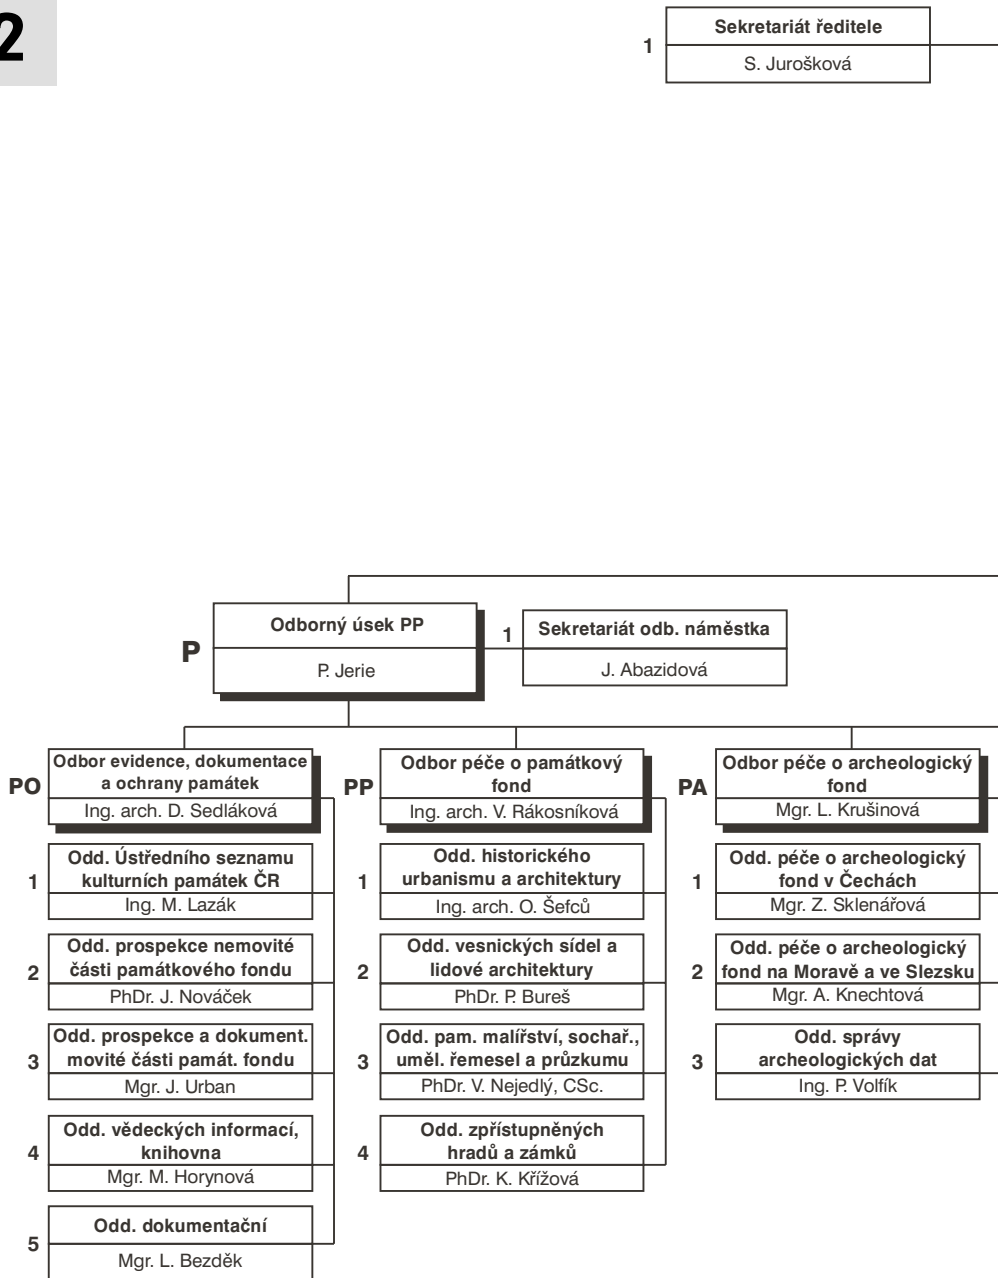 2
Sekretariát ředitele
1
S. Jurošková
Odborný úsek PP
P
P. Jerie
1
Sekretariát odb. náměstka
J. Abazidová
PO
Odbor evidence, dokumentace
a ochrany památek
Ing. arch. D. Sedláková
1
Odd. Ústředního seznamu
kulturních památek ČR
Ing. M. Lazák
2
Odd. prospekce nemovité
části památkového fondu
PhDr. J. Nováček
3
Odd. prospekce a dokument.
movité části památ. fondu
Mgr. J. Urban
4
Odd. vědeckých informací,
knihovna
Mgr. M. Horynová
5
Odd. dokumentační
Mgr. L. Bezděk
PP
Odbor péče o památkový
fond
Ing. arch. V. Rákosníková
1
Odd. historického
urbanismu a architektury
Ing. arch. O. Šefců
2
Odd. vesnických sídel a
lidové architektury
PhDr. P. Bureš
3
Odd. pam. malířství, sochař.,
uměl. řemesel a průzkumu
PhDr. V. Nejedlý, CSc.
4
Odd. zpřístupněných
hradů a zámků
PhDr. K. Křížová
PA
Odbor péče o archeologický
fond
Mgr. L. Krušinová
1
Odd. péče o archeologický
fond v Čechách
Mgr. Z. Sklenářová
2
Odd. péče o archeologický
fond na Moravě a ve Slezsku
Mgr. A. Knechtová
3
Odd. správy
archeologických dat
Ing. P. Volfík